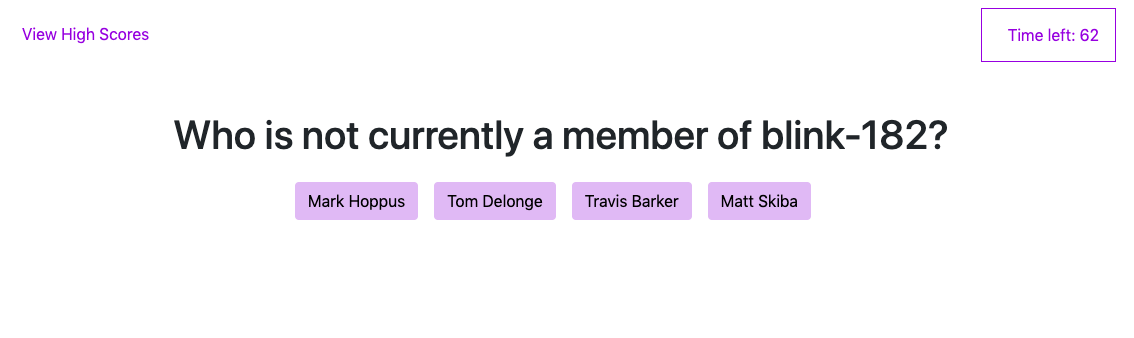 View High Scores
Time left: 62
Who is not currently a member of blink-182?
Mark Hoppus Tom Delonge Travis Barker Matt Skiba